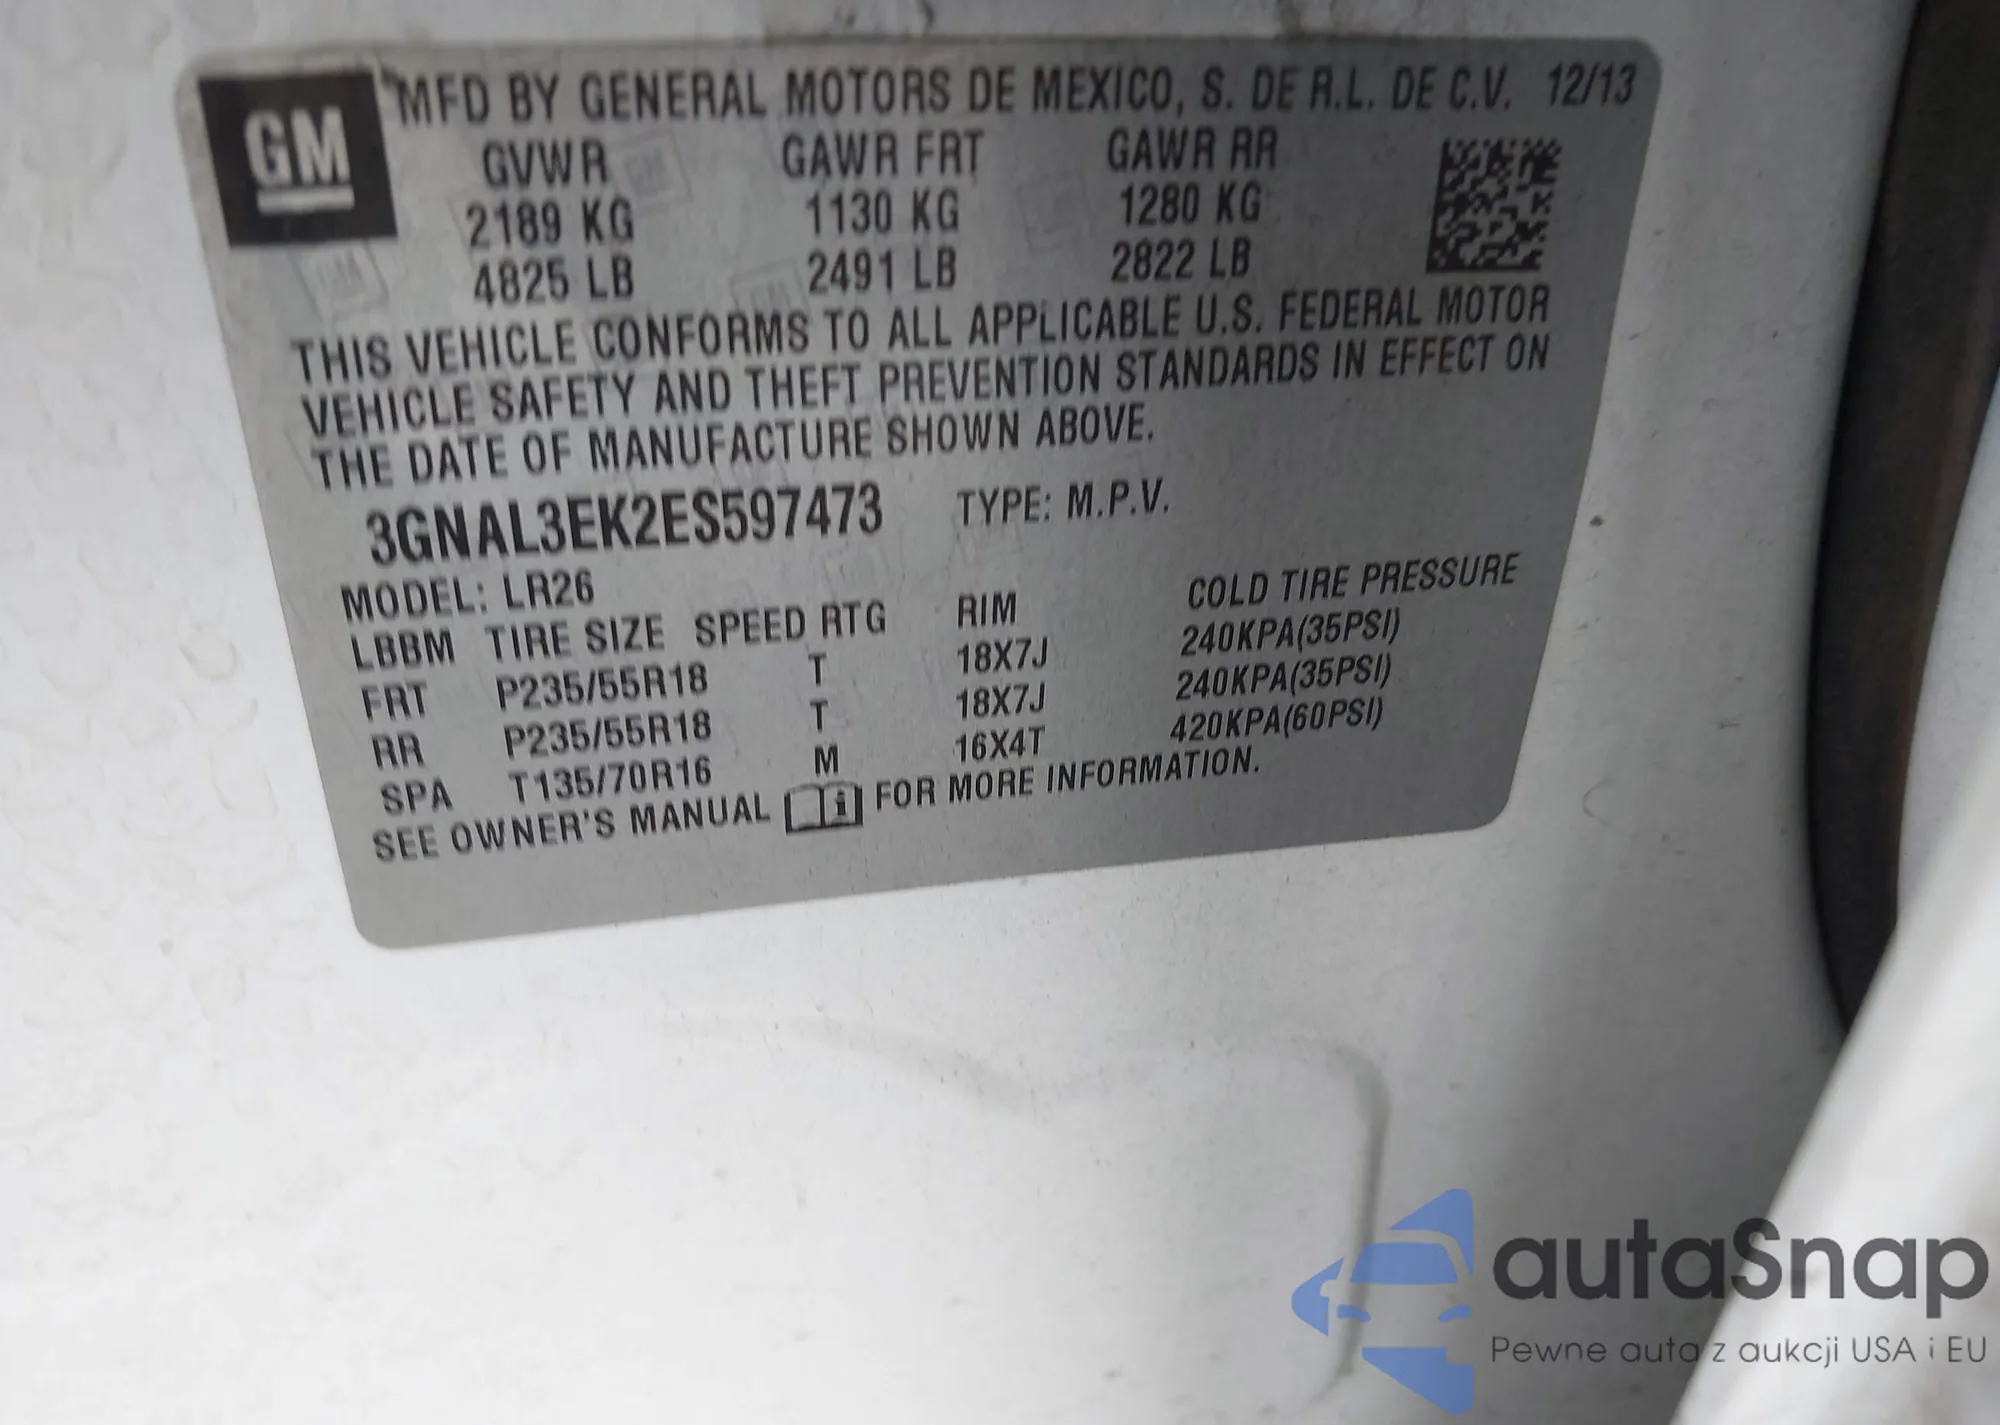 GM
MFD BY GENERAL MOTORS DE MEXICO, S. DE R.L. DE C.V. 12/13
GVWR GAWR FRT GAWR RR
2189 KG 1130 KG 1280 KG
4825 LB 2491 LB 2822 LB
THIS VEHICLE CONFORMS TO ALL APPLICABLE U.S. FEDERAL MOTOR
VEHICLE SAFETY AND THEFT PREVENTION STANDARDS IN EFFECT ON
THE DATE OF MANUFACTURE SHOWN ABOVE.
3GNAL3EK2ES597473 TYPE: M.P.V.
MODEL: LR26
LBBM TIRE SIZE SPEED RTG RIM COLD TIRE PRESSURE
FRT P235/55R18 T 18X7J 240KPA(35PSI)
RR P235/55R18 T 18X7J 240KPA(35PSI)
SPA T135/70R16 M 16X4T 420KPA(60PSI)
SEE OWNER'S MANUAL i FOR MORE INFORMATION.
autaSnap
Pewne auta z aukcji USA i EU